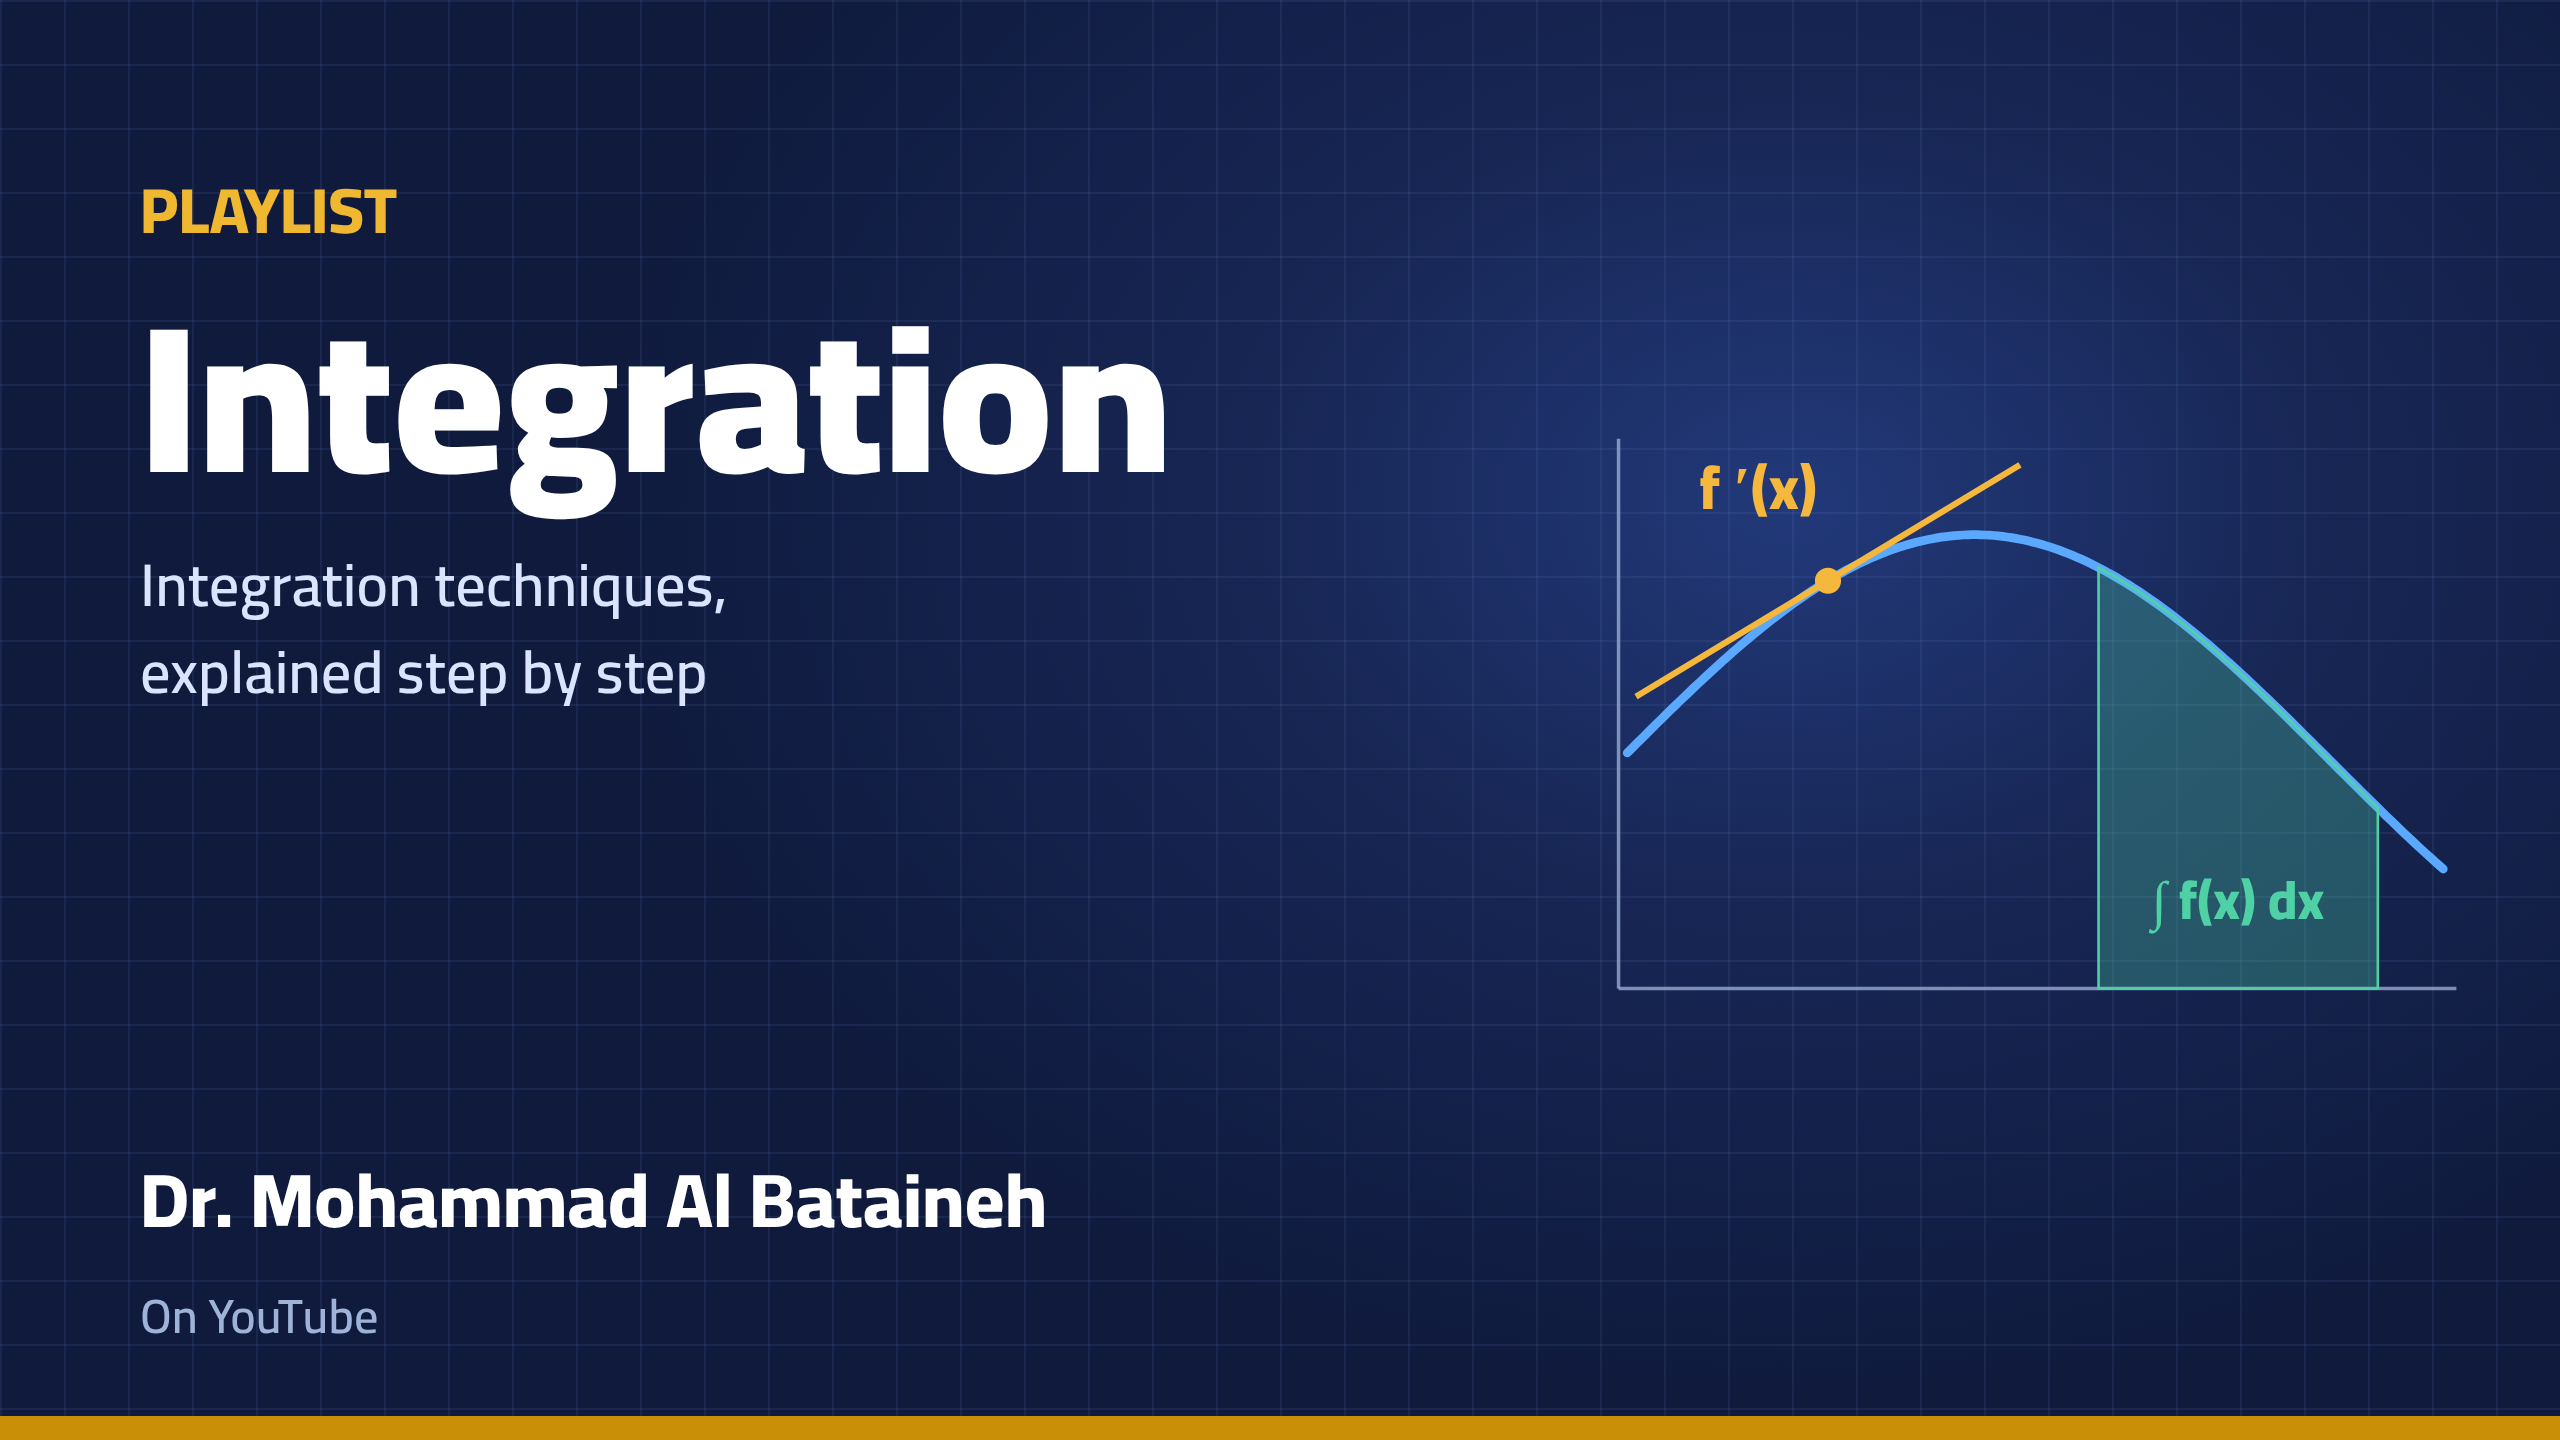 PLAYLIST
Integration
Integration techniques,
explained step by step
f ′(x)
∫ f(x) dx
Dr. Mohammad Al Bataineh
On YouTube